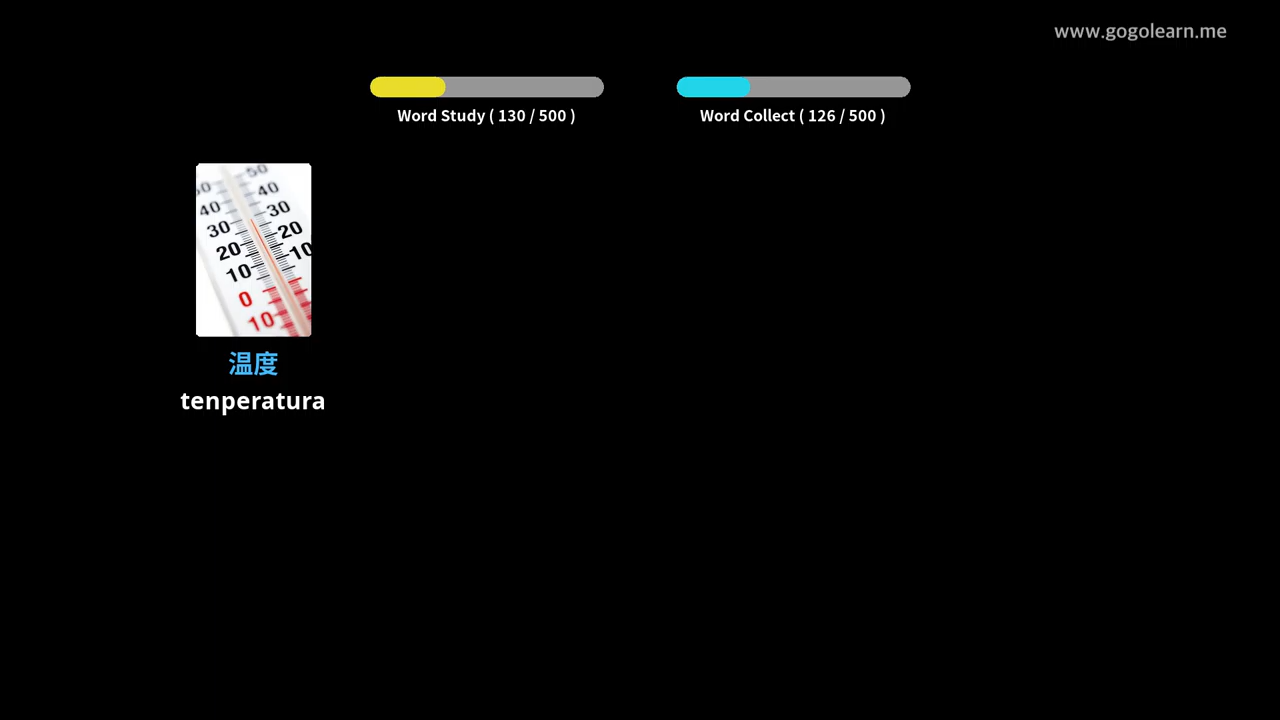 www.gogolearn.me
Word Study ( 130 / 500 )
Word Collect ( 126 / 500 )
50
50 40
40 30
30 20
20 10
10
0
10
温度
tenperatura